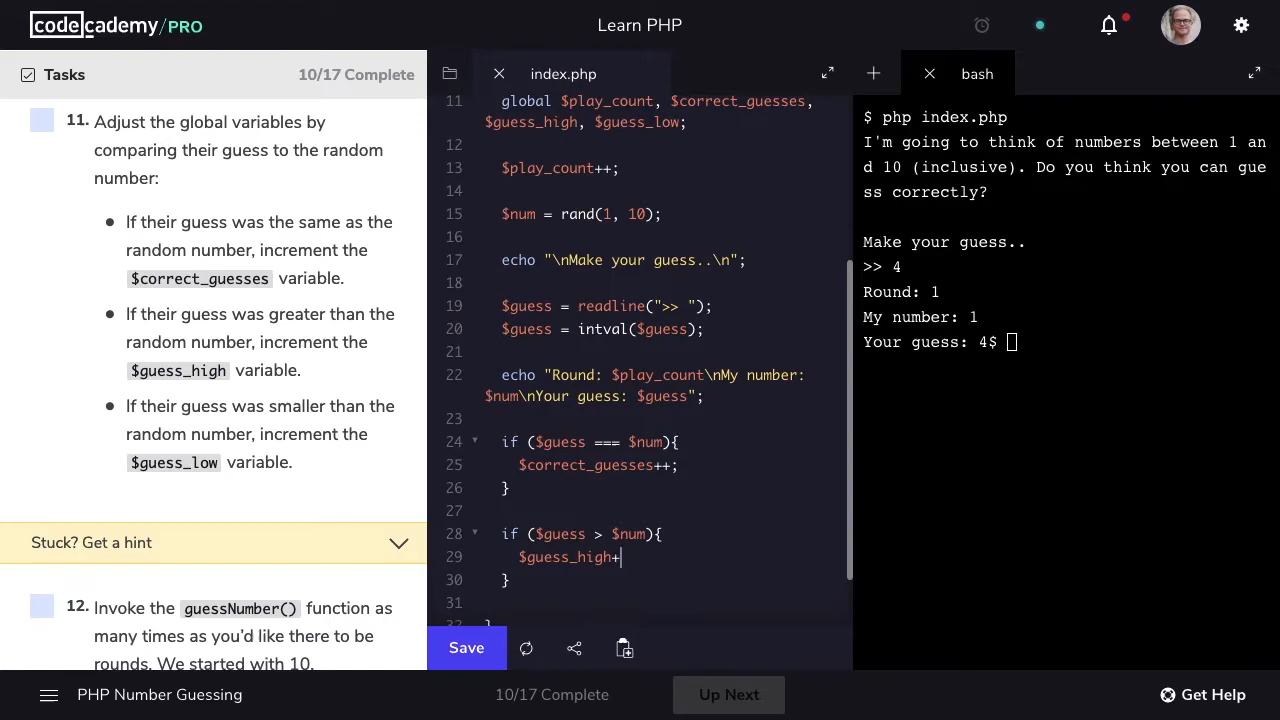 codecademy/PRO
Learn PHP
Tasks
10/17 Complete
11. Adjust the global variables by
comparing their guess to the random
number:
If their guess was the same as the
random number, increment the
$correct_guesses variable.
If their guess was greater than the
random number, increment the
$guess_high variable.
If their guess was smaller than the
random number, increment the
$guess_low variable.
Stuck? Get a hint
12. Invoke the guessNumber() function as
many times as you'd like there to be
rounds. We started with 10.
index.php
11 global $play_count, $correct_guesses,
$guess_high, $guess_low;
12
13 $play_count++;
14
15 $num = rand(1, 10);
16
17 echo "\nMake your guess..\n";
18
19 $guess = readline(">> ");
20 $guess = intval($guess);
21
22 echo "Round: $play_count\nMy number:
$num\nYour guess: $guess";
23
24 if ($guess === $num){
25 $correct_guesses++;
26 }
27
28 if ($guess > $num){
29 $guess_high+
30 }
31
32 }
Save
bash
$ php index.php
I'm going to think of numbers between 1 an
d 10 (inclusive). Do you think you can gue
ss correctly?
Make your guess..
>> 4
Round: 1
My number: 1
Your guess: 4$
PHP Number Guessing
10/17 Complete
Up Next
Get Help